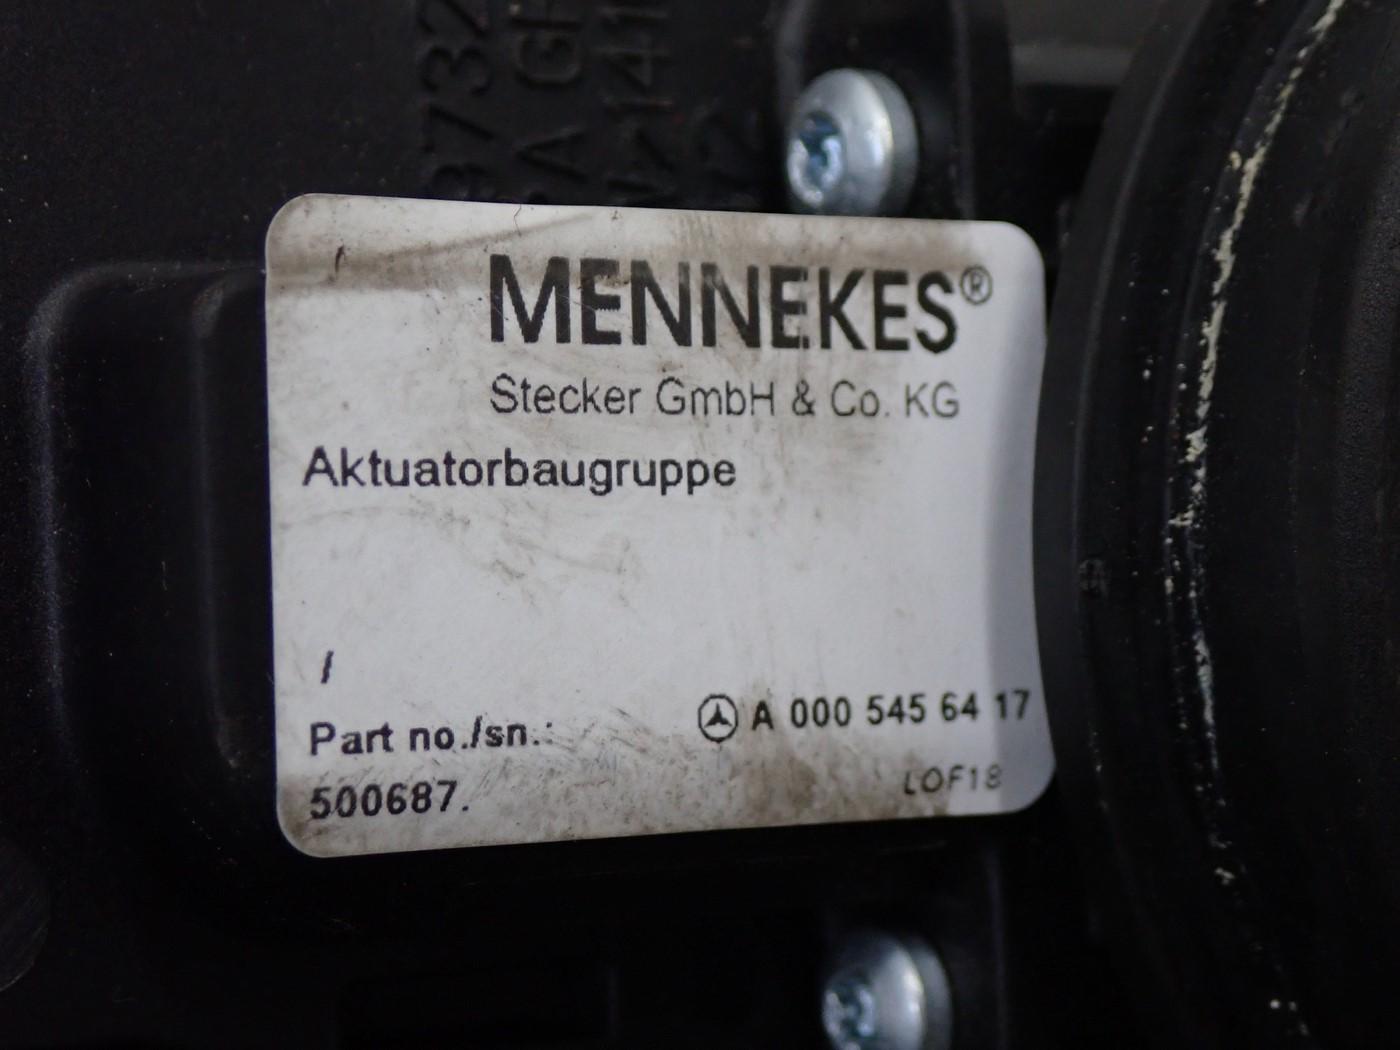 MENNEKES®
Stecker GmbH & Co. KG
Aktuatorbaugruppe
/
Part no./sn.:
A 000 545 64 17
500687.
LOF18